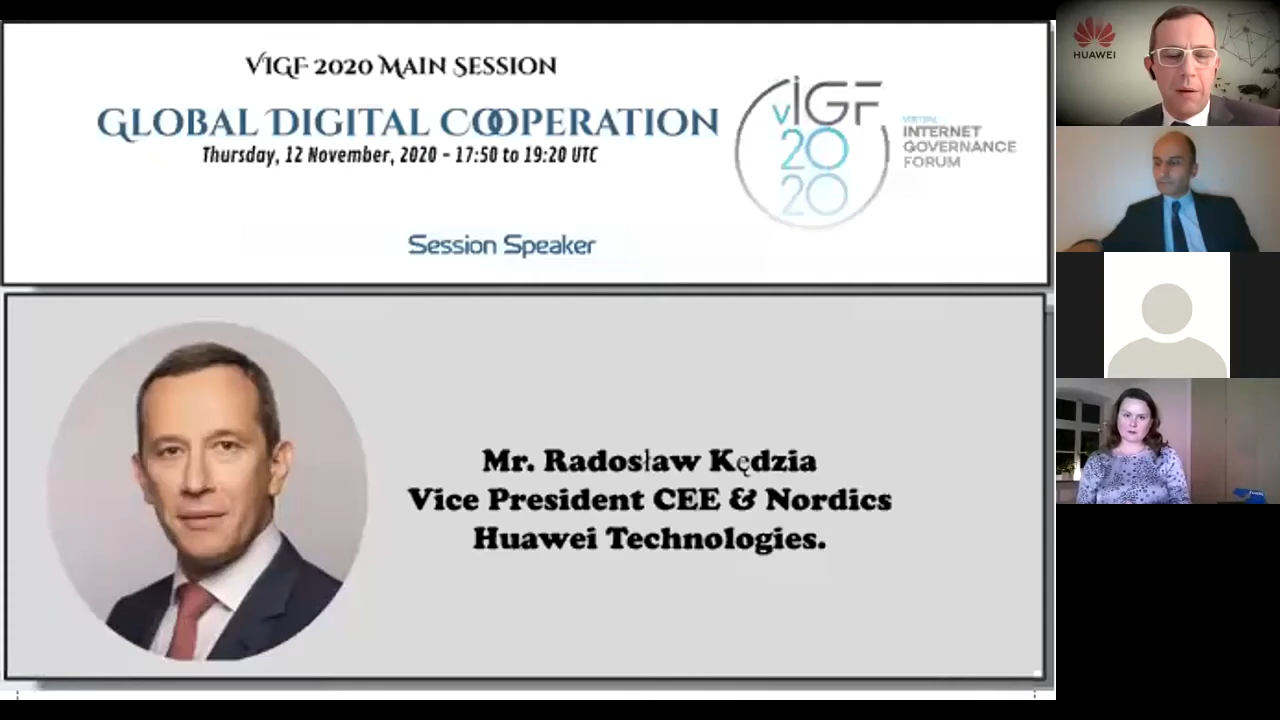 VIGF 2020 MAIN SESSION
GLOBAL DIGITAL COOPERATION
Thursday, 12 November, 2020 - 17:50 to 19:20 UTC
vIGF
2020
VIRTUAL
INTERNET
GOVERNANCE
FORUM
Session Speaker
Mr. Radosław Kędzia
Vice President CEE & Nordics
Huawei Technologies.
HUAWEI